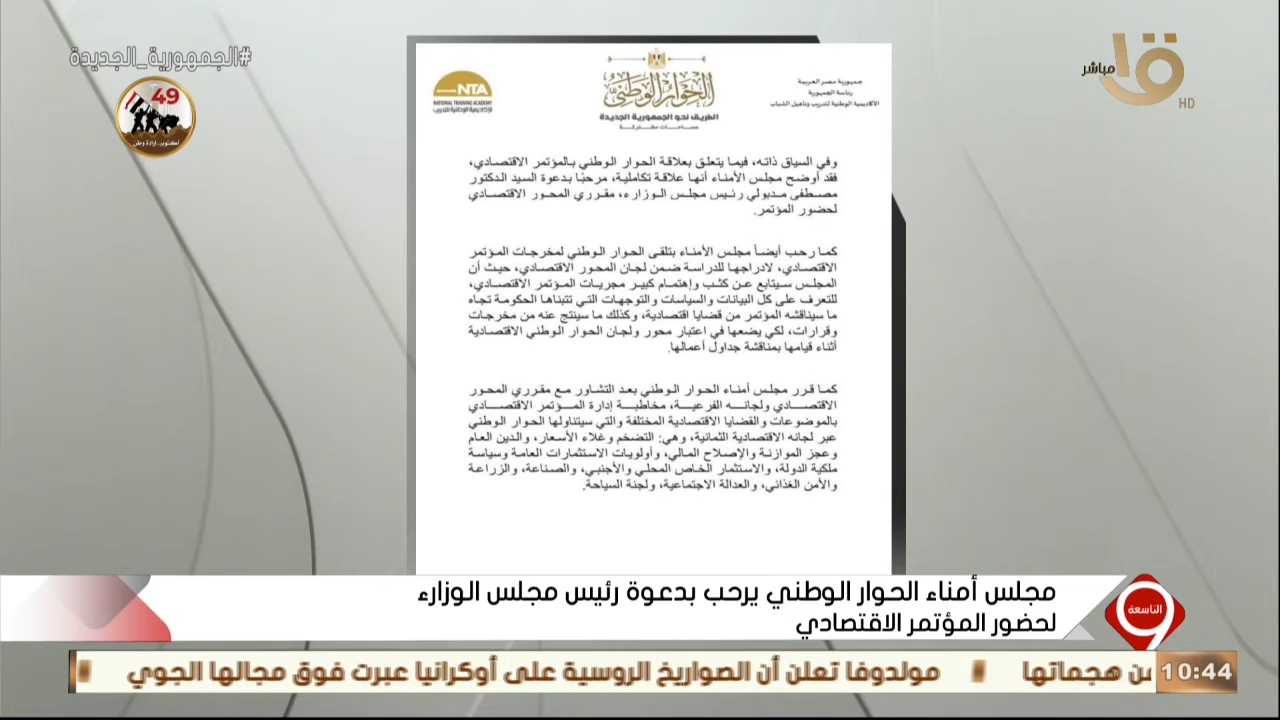 #الجمهورية_الجديدة
49
أكتوبر..إرادة وطن
مباشر
HD
NTA
NATIONAL TRAINING ACADEMY
الأكاديمية الوطنية للتدريب
الحوار الوطني
الطريق نحو الجمهورية الجديدة
مساحات مشتركة
جمهورية مصر العربية
رئاسة الجمهورية
الأكاديمية الوطنية لتدريب وتأهيل الشباب
وفي السياق ذاته، فيما يتعلق بعلاقة الحوار الوطني بالمؤتمر الاقتصادي،
فقد أوضح مجلس الأمناء أنها علاقة تكاملية، مرحبًا بدعوة السيد الدكتور
مصطفى مدبولي رئيس مجلس الوزارء، مقرري المحور الاقتصادي
لحضور المؤتمر.
كما رحب أيضاً مجلس الأمناء بتلقى الحوار الوطني لمخرجات المؤتمر
الاقتصادي، لادراجها للدراسة ضمن لجان المحور الاقتصادي، حيث أن
المجلس سيتابع عن كثب وإهتمام كبير مجريات المؤتمر الاقتصادي،
للتعرف على كل البيانات والسياسات والتوجهات التي تتبناها الحكومة تجاه
ما سيناقشه المؤتمر من قضايا اقتصادية، وكذلك ما سينتج عنه من مخرجات
وقرارات، لكي يضعها في اعتبار محور ولجان الحوار الوطني الاقتصادية
أثناء قيامها بمناقشة جداول أعمالها.
كما قرر مجلس أمناء الحوار الوطني بعد التشاور مع مقرري المحور
الاقتصادي ولجانه الفرعية، مخاطبة إدارة المؤتمر الاقتصادي
بالموضوعات والقضايا الاقتصادية المختلفة والتي سيتناولها الحوار الوطني
عبر لجانه الاقتصادية الثمانية، وهي: التضخم وغلاء الأسعار، والدين العام
وعجز الموازنة والإصلاح المالي، وأولويات الاستثمارات العامة وسياسة
ملكية الدولة، والاستثمار الخاص المحلي والأجنبي، والصناعة، والزراعة
والأمن الغذائي، والعدالة الاجتماعية، ولجنة السياحة.
مجلس أمناء الحوار الوطني يرحب بدعوة رئيس مجلس الوزارء
لحضور المؤتمر الاقتصادي
التاسعة
10:44
من هجماتها
مولدوفا تعلن أن الصواريخ الروسية على أوكرانيا عبرت فوق مجالها الجوي